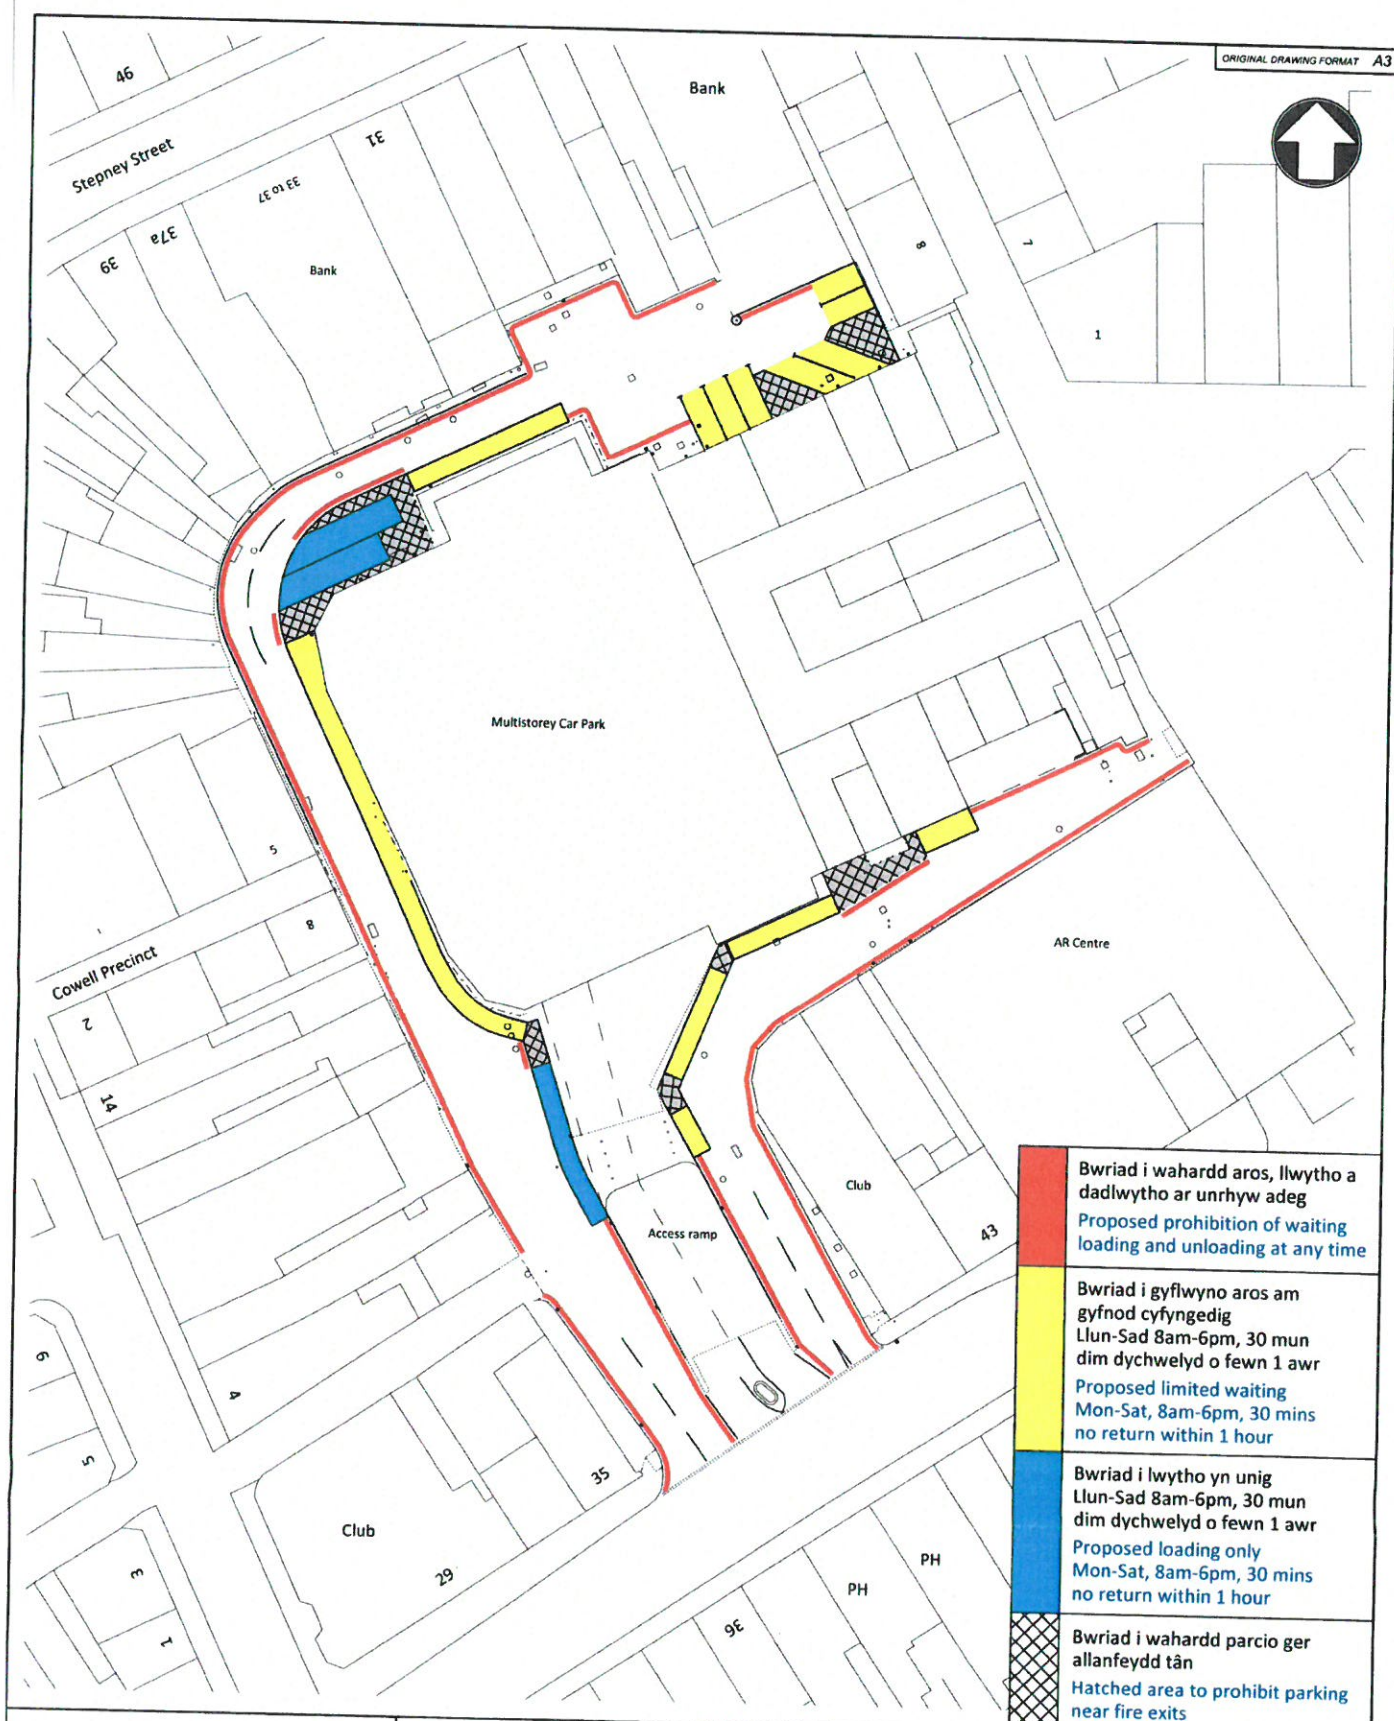 ORIGINAL DRAWING FORMAT A3
46
Bank
Stepney Street
31
33 to 37
37a
39
Bank
8
7
1
Multistorey Car Park
5
8
Cowell Precinct
2
14
AR Centre
Club
43
Access ramp
6
4
5
35
Club
29
3
1
PH
PH
36
Bwriad i wahardd aros, llwytho a
dadlwytho ar unrhyw adeg
Proposed prohibition of waiting
loading and unloading at any time
Bwriad i gyflwyno aros am
gyfnod cyfyngedig
Llun-Sad 8am-6pm, 30 mun
dim dychwelyd o fewn 1 awr
Proposed limited waiting
Mon-Sat, 8am-6pm, 30 mins
no return within 1 hour
Bwriad i lwytho yn unig
Llun-Sad 8am-6pm, 30 mun
dim dychwelyd o fewn 1 awr
Proposed loading only
Mon-Sat, 8am-6pm, 30 mins
no return within 1 hour
Bwriad i wahardd parcio ger
allanfeydd tân
Hatched area to prohibit parking
near fire exits